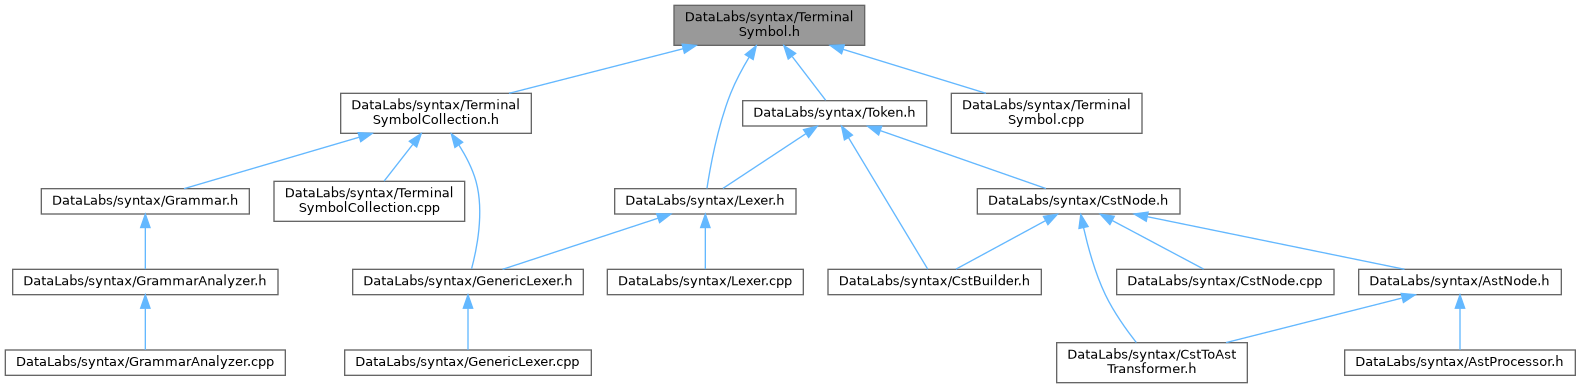 DataLabs/syntax/Terminal
Symbol.h
DataLabs/syntax/Terminal
SymbolCollection.h
DataLabs/syntax/Token.h
DataLabs/syntax/Terminal
Symbol.cpp
DataLabs/syntax/Grammar.h
DataLabs/syntax/Terminal
SymbolCollection.cpp
DataLabs/syntax/Lexer.h
DataLabs/syntax/CstNode.h
DataLabs/syntax/GrammarAnalyzer.h
DataLabs/syntax/GenericLexer.h
DataLabs/syntax/Lexer.cpp
DataLabs/syntax/CstBuilder.h
DataLabs/syntax/CstNode.cpp
DataLabs/syntax/AstNode.h
DataLabs/syntax/GrammarAnalyzer.cpp
DataLabs/syntax/GenericLexer.cpp
DataLabs/syntax/CstToAst
Transformer.h
DataLabs/syntax/AstProcessor.h